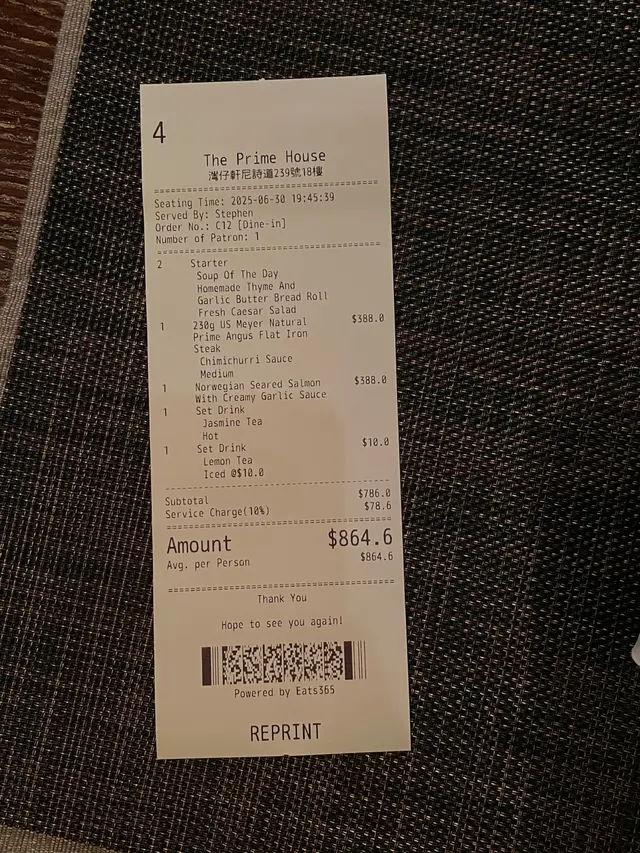 4
The Prime House
灣仔軒尼詩道239號18樓
Seating Time: 2025-06-30 19:45:39
Served By: Stephen
Order No.: C12 [Dine-in]
Number of Patron: 1
2 Starter
Soup Of The Day
Homemade Thyme And
Garlic Butter Bread Roll
Fresh Caesar Salad
1 230g US Meyer Natural $388.0
Prime Angus Flat Iron
Steak
Chimichurri Sauce
Medium
1 Norwegian Seared Salmon $388.0
With Creamy Garlic Sauce
1 Set Drink
Jasmine Tea
Hot
1 Set Drink $10.0
Lemon Tea
Iced @$10.0
Subtotal $786.0
Service Charge(10%) $78.6
Amount $864.6
Avg. per Person $864.6
Thank You
Hope to see you again!
Powered by Eats365
REPRINT